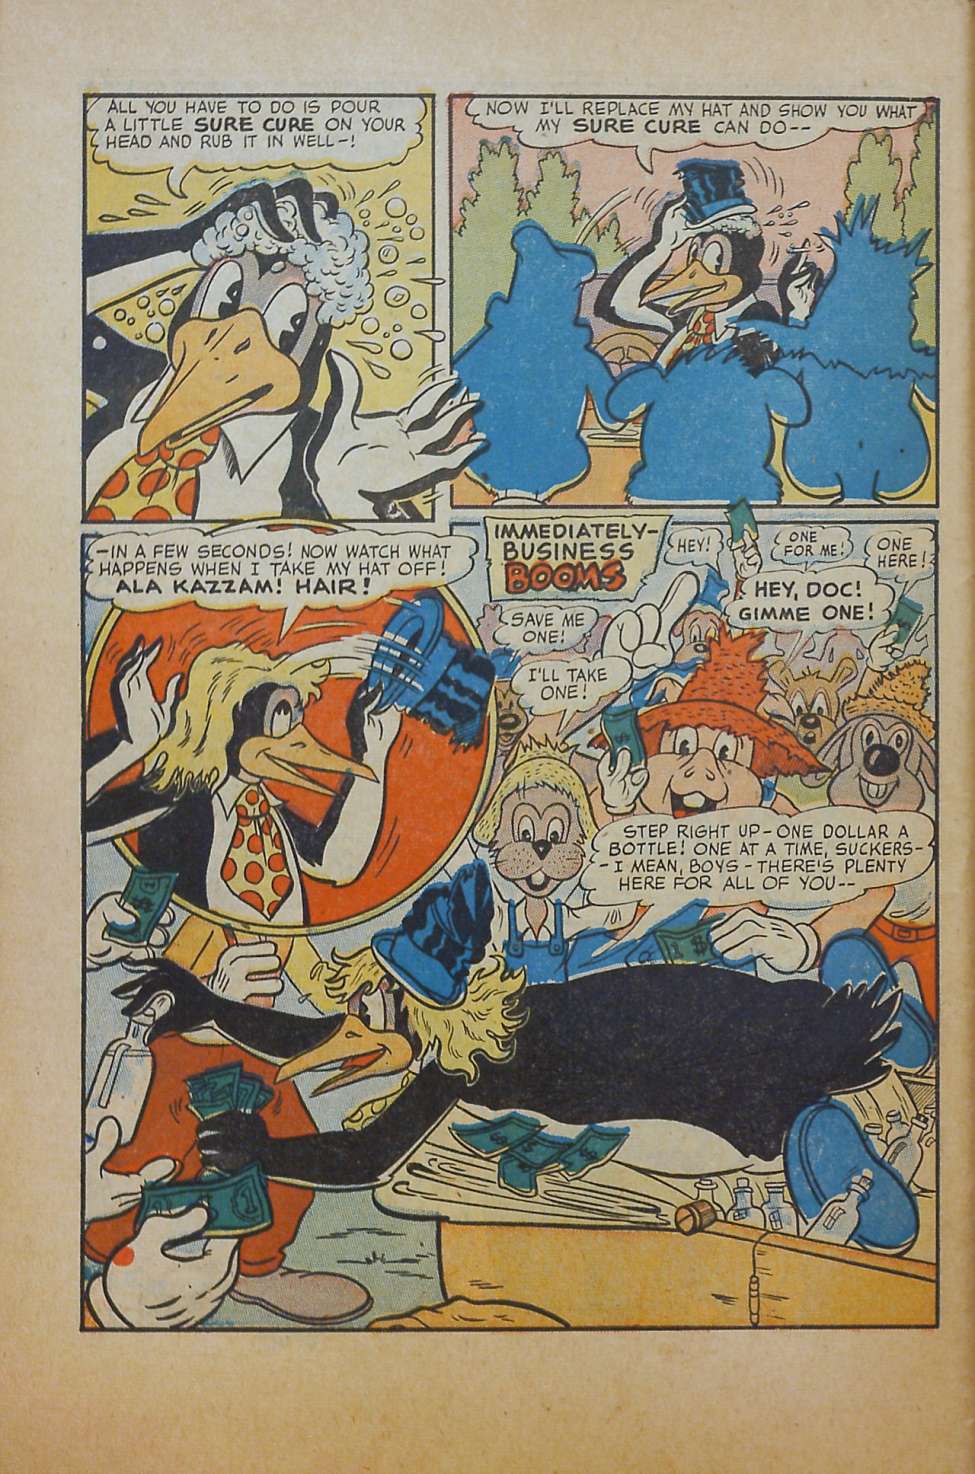 ALL YOU HAVE TO DO IS POUR
A LITTLE SURE CURE ON YOUR
HEAD AND RUB IT IN WELL-!
NOW I'LL REPLACE MY HAT AND SHOW YOU WHAT
MY SURE CURE CAN DO--
-IN A FEW SECONDS! NOW WATCH WHAT
HAPPENS WHEN I TAKE MY HAT OFF!
ALA KAZZAM! HAIR!
IMMEDIATELY-
BUSINESS
BOOMS
HEY!
ONE
FOR ME!
ONE
HERE!
HEY, DOC!
GIMME ONE!
SAVE ME
ONE!
I'LL TAKE
ONE!
STEP RIGHT UP-ONE DOLLAR A
BOTTLE! ONE AT A TIME, SUCKERS-
-I MEAN, BOYS-THERE'S PLENTY
HERE FOR ALL OF YOU--